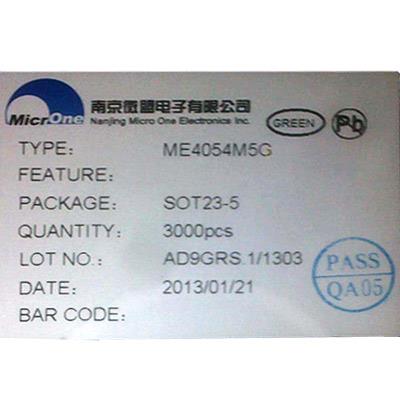 MicrOne
南京微盟电子有限公司
Nanjing Micro One Electronics Inc.
GREEN
Pb
TYPE: ME4054M5G
FEATURE:
PACKAGE: SOT23-5
QUANTITY: 3000pcs
LOT NO.: AD9GRS.1/1303
DATE: 2013/01/21
BAR CODE:
PASS
QA05